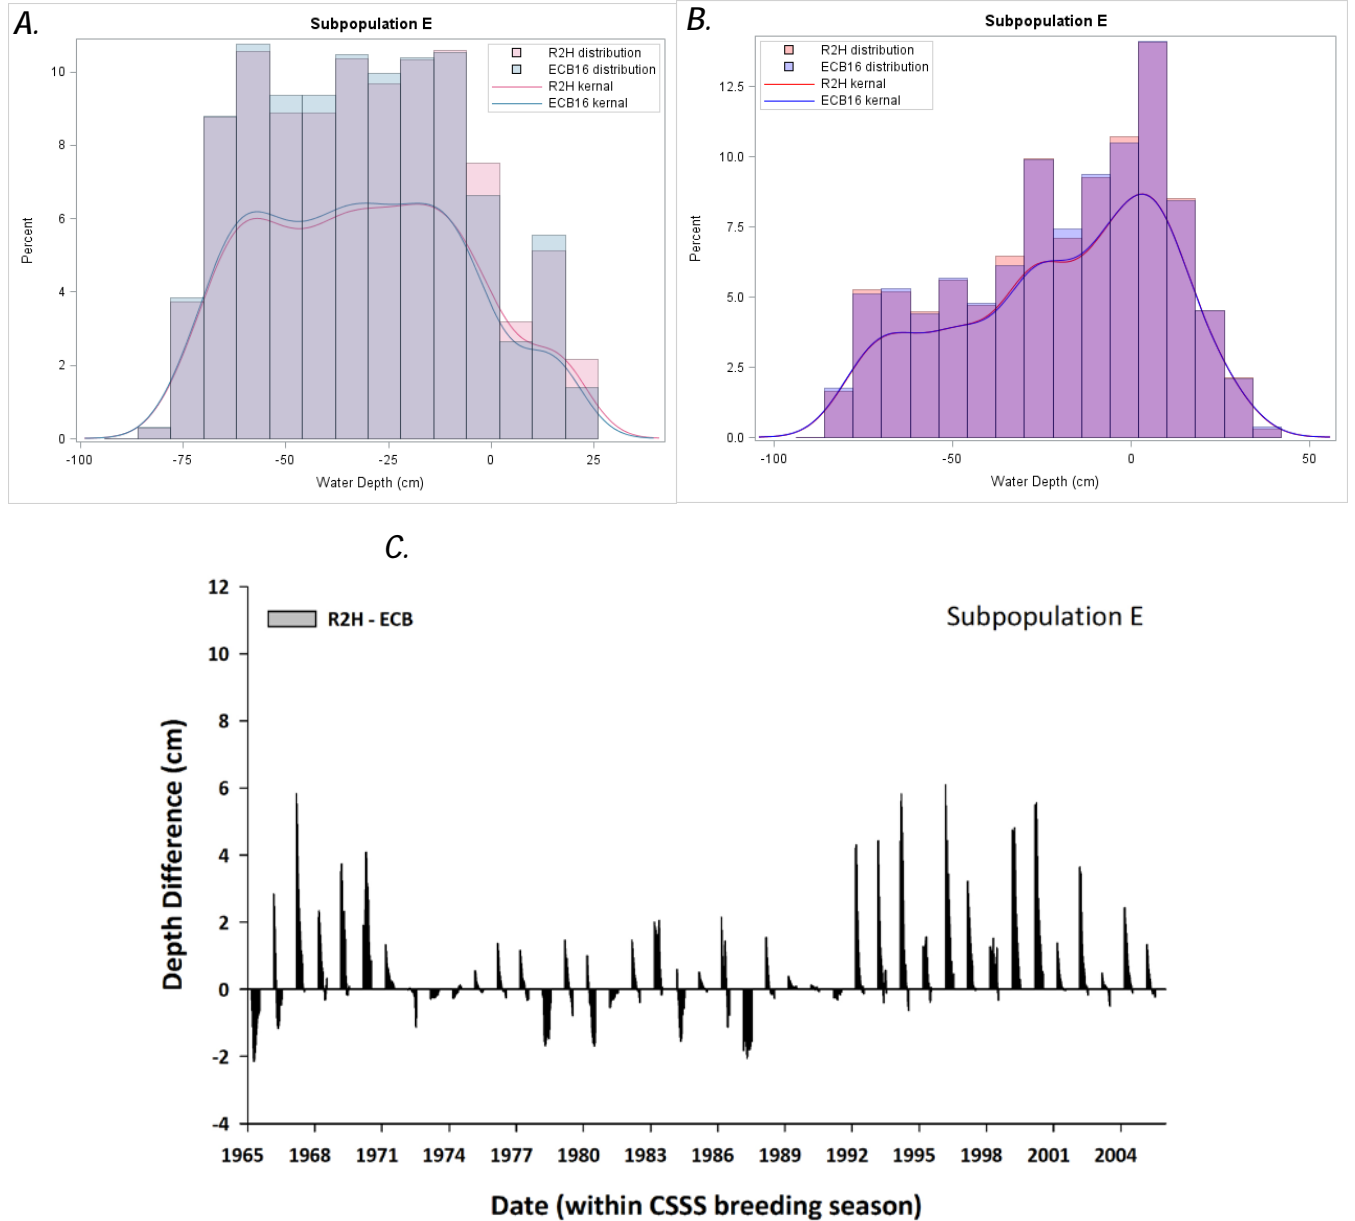 A.
Subpopulation E
R2H distribution
ECB16 distribution
R2H kernal
ECB16 kernal
10
8
6
4
2
0
Percent
-100 -75 -50 -25 0 25
Water Depth (cm)
B.
Subpopulation E
R2H distribution
ECB16 distribution
R2H kernal
ECB16 kernal
12.5
10.0
7.5
5.0
2.5
0.0
Percent
-100 -50 0 50
Water Depth (cm)
C.
R2H - ECB
Subpopulation E
12
10
8
6
4
2
0
-2
-4
Depth Difference (cm)
1965 1968 1971 1974 1977 1980 1983 1986 1989 1992 1995 1998 2001 2004
Date (within CSSS breeding season)